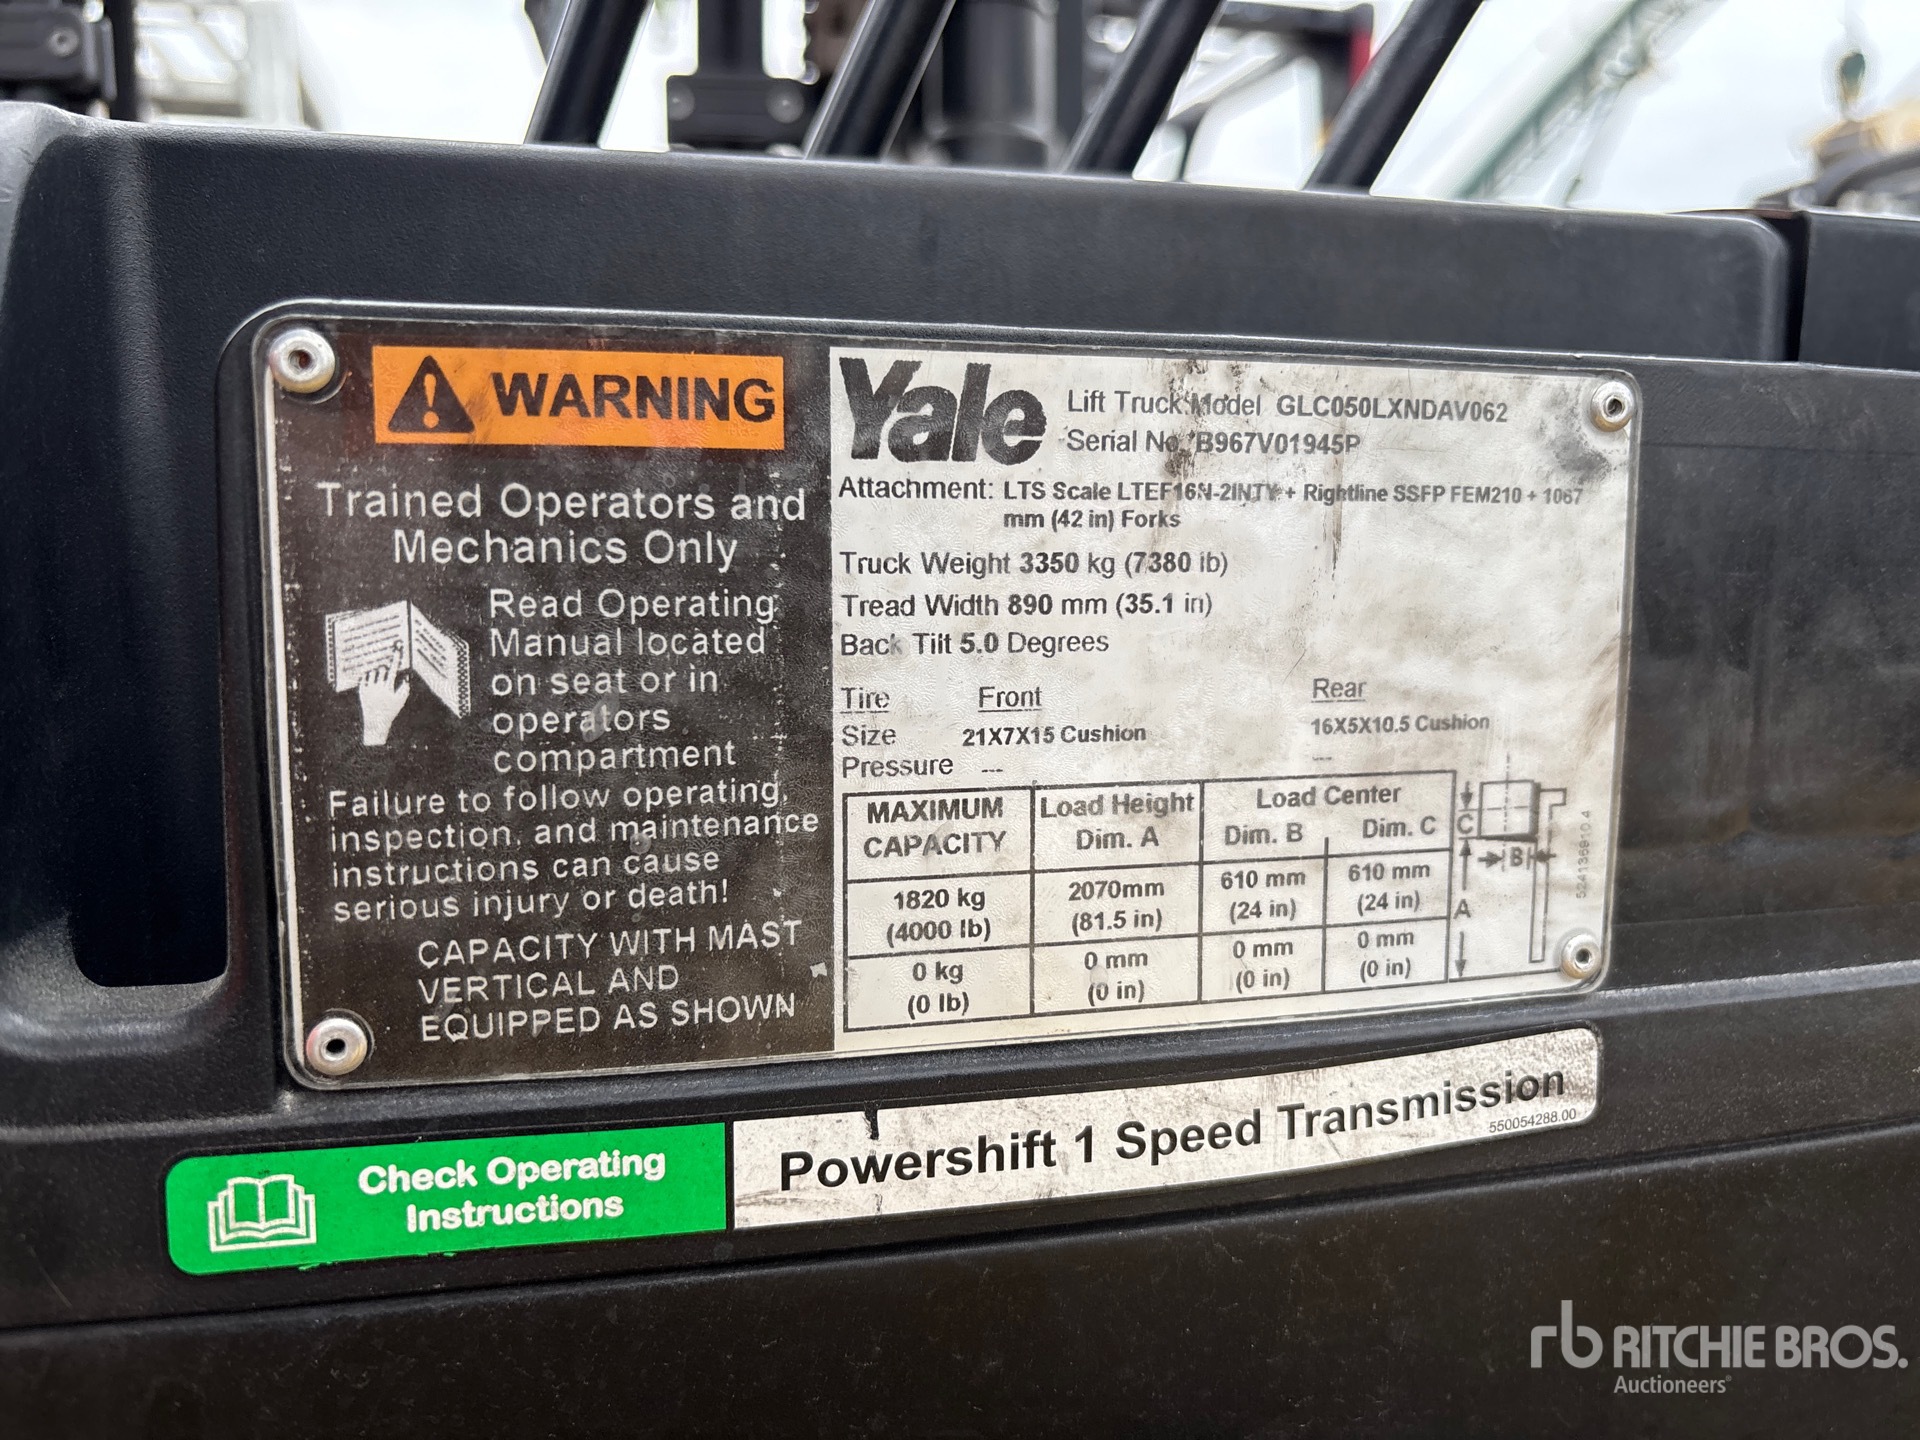 WARNING
Trained Operators and
Mechanics Only
Read Operating
Manual located
on seat or in
operators
compartment
Failure to follow operating,
inspection, and maintenance
instructions can cause
serious injury or death!
CAPACITY WITH MAST
VERTICAL AND
EQUIPPED AS SHOWN
Yale
Lift Truck Model GLC050LXNDAV062
Serial No. B967V01945P
Attachment: LTS Scale LTEF16N-2INTY + Rightline SSFP FEM210 + 1067
mm (42 in) Forks
Truck Weight 3350 kg (7380 lb)
Tread Width 890 mm (35.1 in)
Back Tilt 5.0 Degrees
Tire Front Rear
Size 21X7X15 Cushion 16X5X10.5 Cushion
Pressure --- ---
MAXIMUM Load Height Load Center
CAPACITY Dim. A Dim. B Dim. C
1820 kg 2070mm 610 mm 610 mm
(4000 lb) (81.5 in) (24 in) (24 in)
0 kg 0 mm 0 mm 0 mm
(0 lb) (0 in) (0 in) (0 in)
C
B
A
524136910 4
Check Operating
Instructions
Powershift 1 Speed Transmission
550054288.00
rb RITCHIE BROS.
Auctioneers